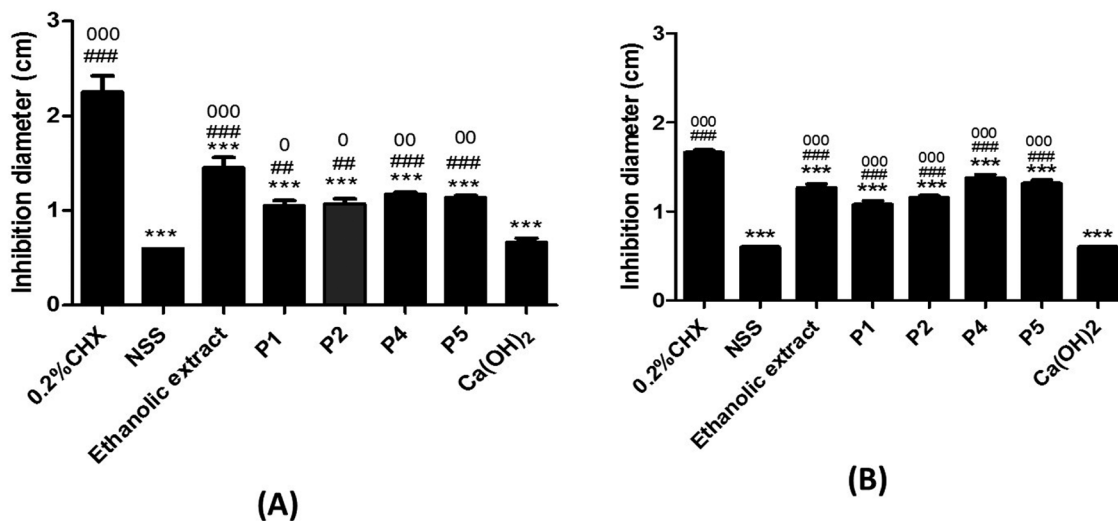 Inhibition diameter (cm)
3
2
1
0
000
###
***
000
###
***
0
##
***
0
##
***
00
###
***
00
###
***
***
0.2%CHX
NSS
Ethanolic extract
P1
P2
P4
P5
Ca(OH)2
(A)
Inhibition diameter (cm)
3
2
1
0
000
###
***
000
###
***
000
###
***
000
###
***
000
###
***
000
###
***
***
0.2%CHX
NSS
Ethanolic extract
P1
P2
P4
P5
Ca(OH)2
(B)